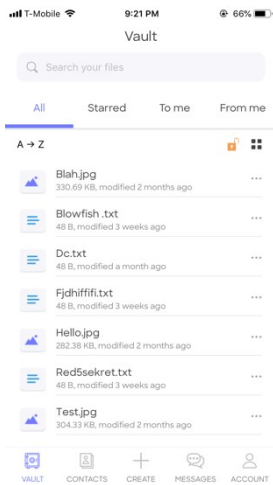 T-Mobile 9:21 PM 66%
Vault
Search your files
All Starred To me From me
A → Z
Blah.jpg
330.69 KB, modified 2 months ago
Blowfish .txt
48 B, modified 3 weeks ago
Dc.txt
48 B, modified a month ago
Fjdhiffifi.txt
48 B, modified 3 weeks ago
Hello.jpg
282.38 KB, modified 2 months ago
Red5sekret.txt
48 B, modified 3 weeks ago
Test.jpg
304.33 KB, modified 2 months ago
VAULT CONTACTS CREATE MESSAGES ACCOUNT